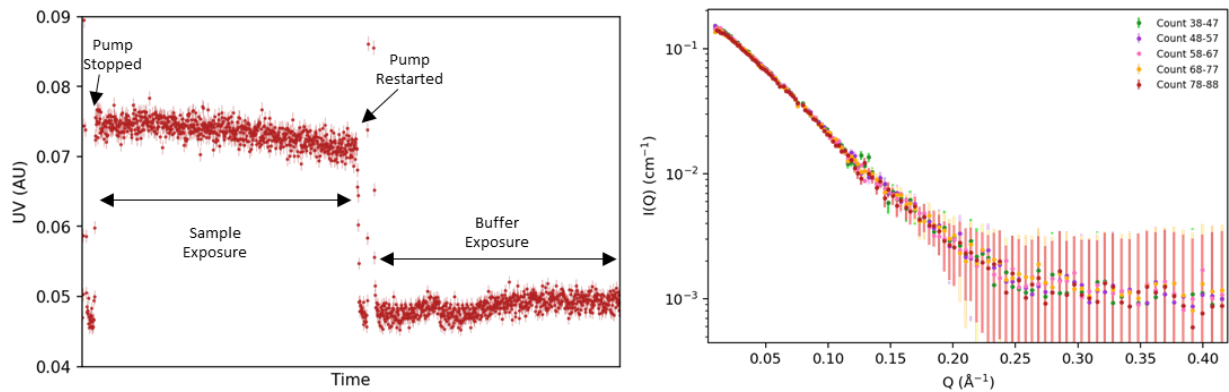 0.09
0.08
0.07
0.06
0.05
0.04
UV (AU)
Time
Pump
Stopped
Pump
Restarted
Sample
Exposure
Buffer
Exposure
10⁻¹
10⁻²
10⁻³
I(Q) (cm⁻¹)
0.05 0.10 0.15 0.20 0.25 0.30 0.35 0.40
Q (Å⁻¹)
Count 38-47
Count 48-57
Count 58-67
Count 68-77
Count 78-88